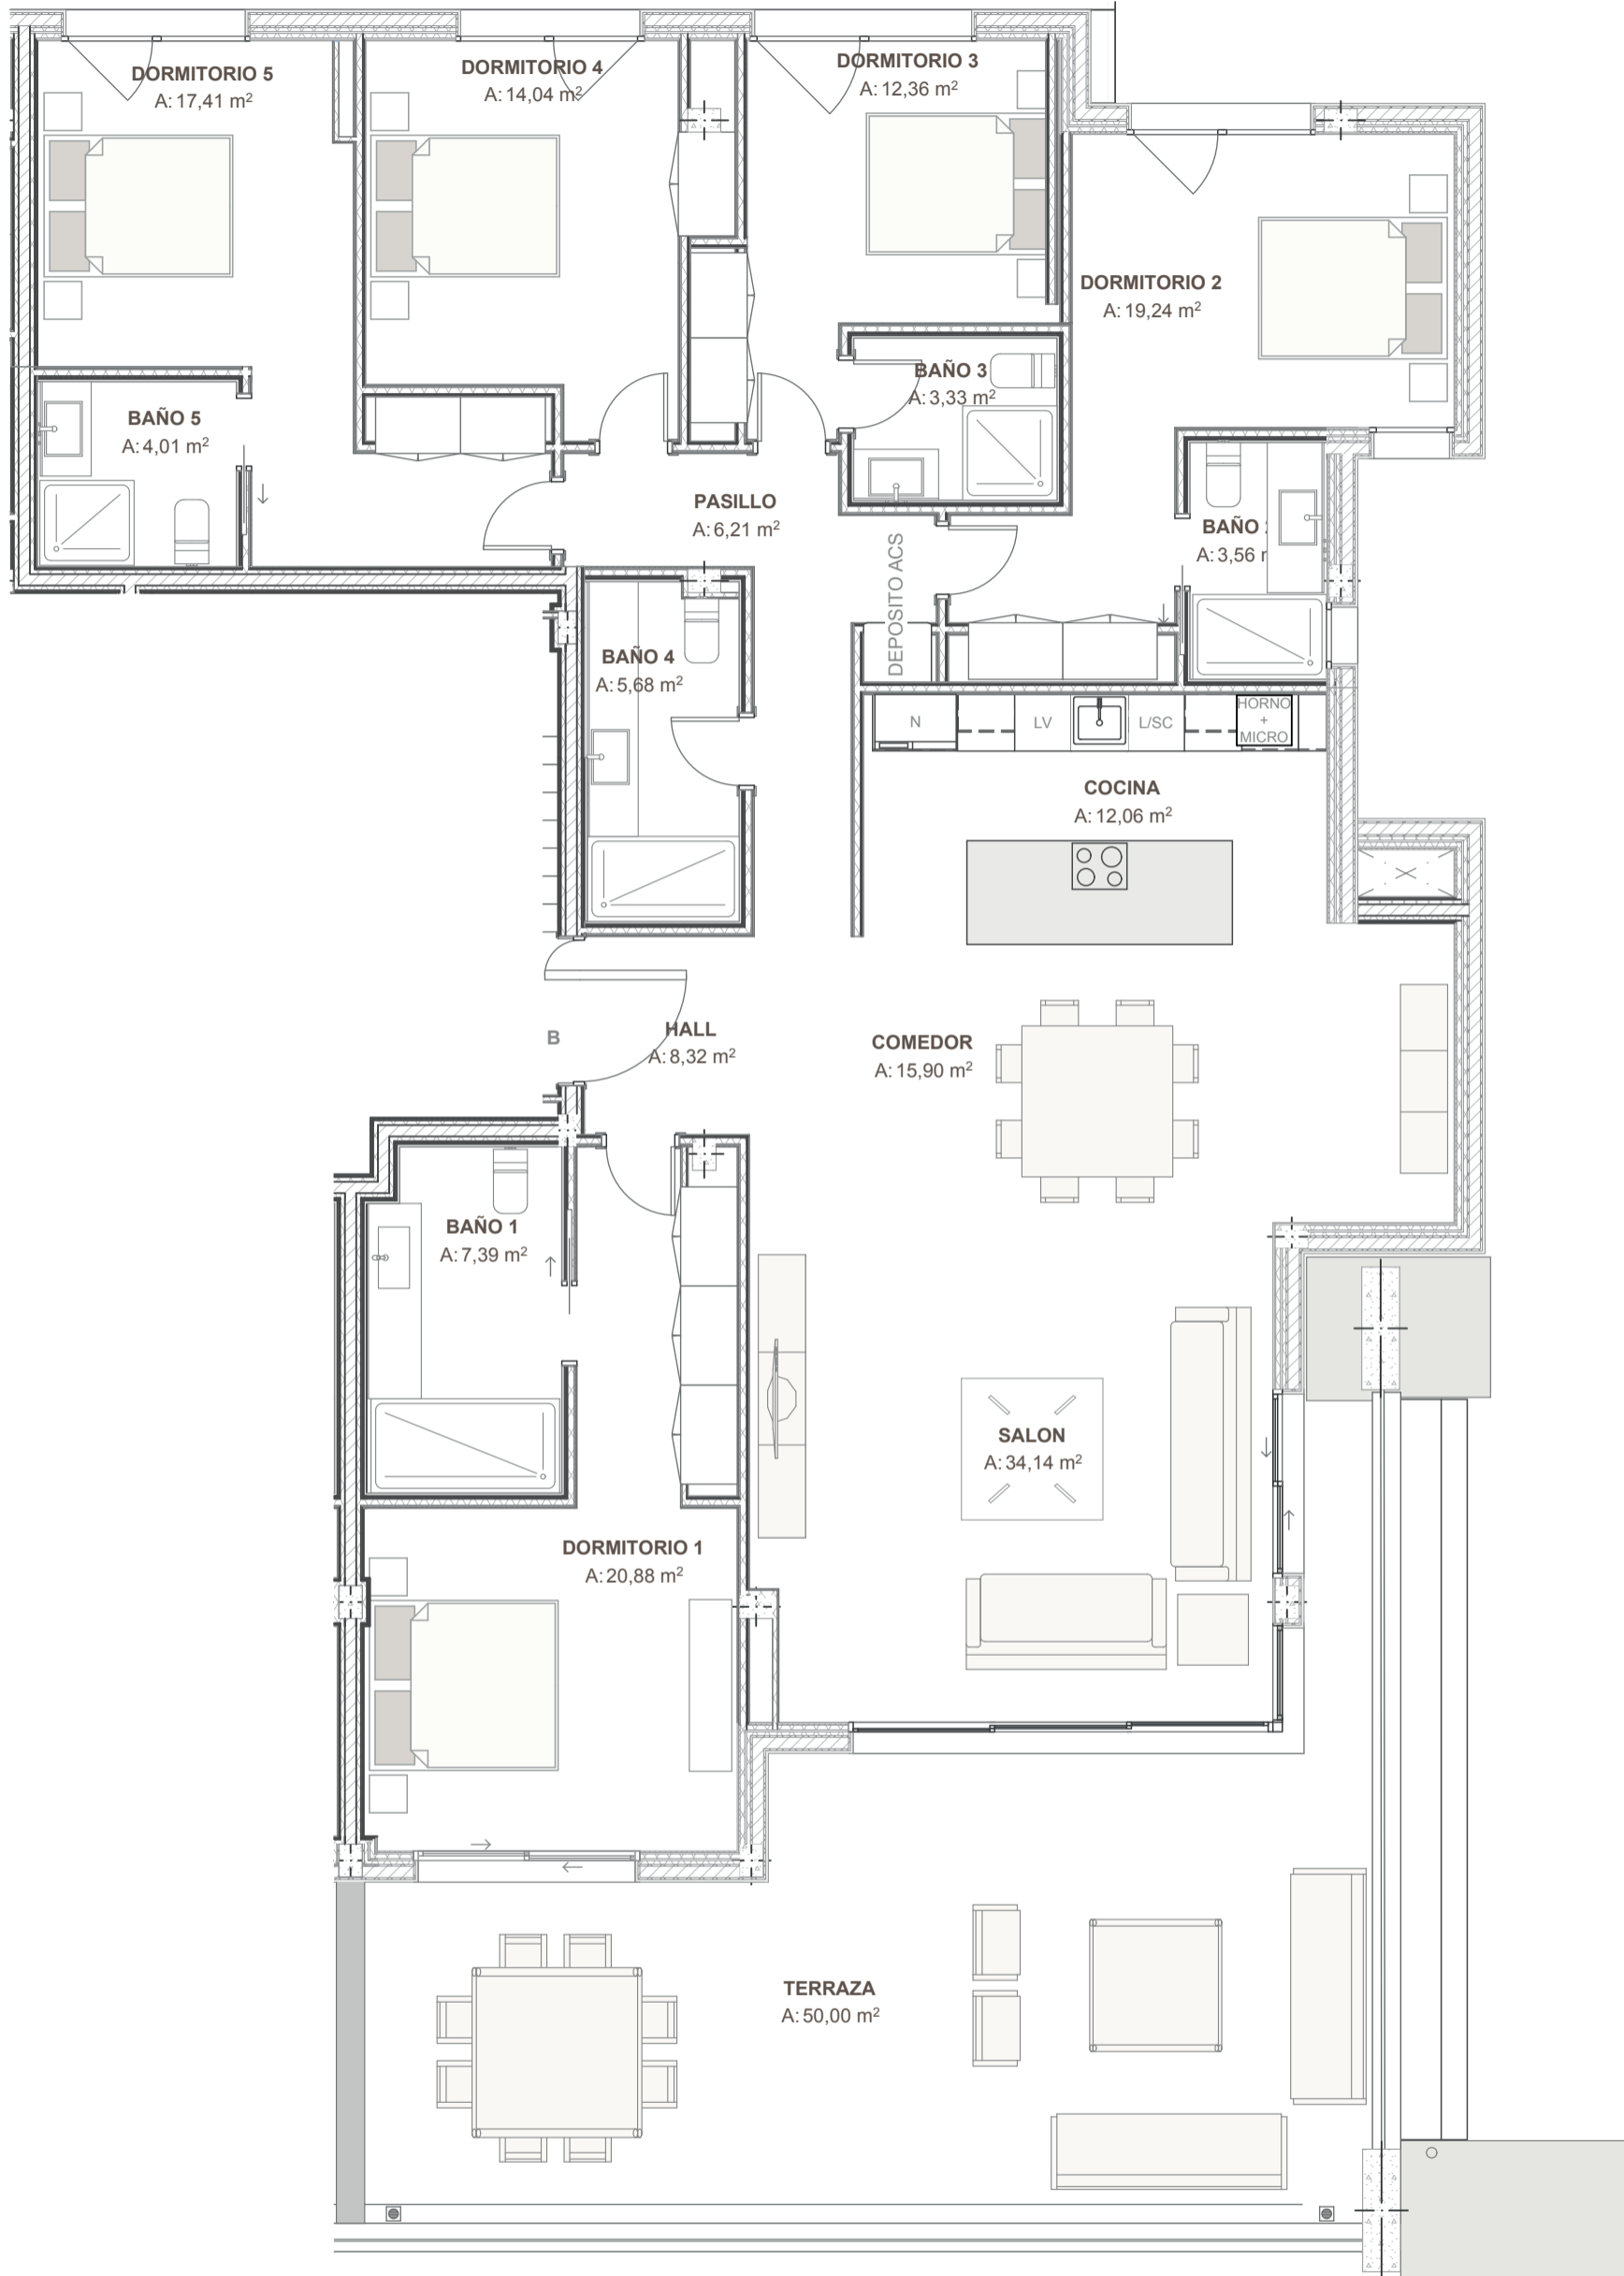 DORMITORIO 5
A: 17,41 m²
DORMITORIO 4
A: 14,04 m²
DORMITORIO 3
A: 12,36 m²
DORMITORIO 2
A: 19,24 m²
BAÑO 3
A: 3,33 m²
BAÑO 5
A: 4,01 m²
PASILLO
A: 6,21 m²
BAÑO
A: 3,56
DEPOSITO ACS
BAÑO 4
A: 5,68 m²
N
LV
L/SC
HORNO
+
MICRO
COCINA
A: 12,06 m²
B
HALL
A: 8,32 m²
COMEDOR
A: 15,90 m²
BAÑO 1
A: 7,39 m²
SALON
A: 34,14 m²
DORMITORIO 1
A: 20,88 m²
TERRAZA
A: 50,00 m²